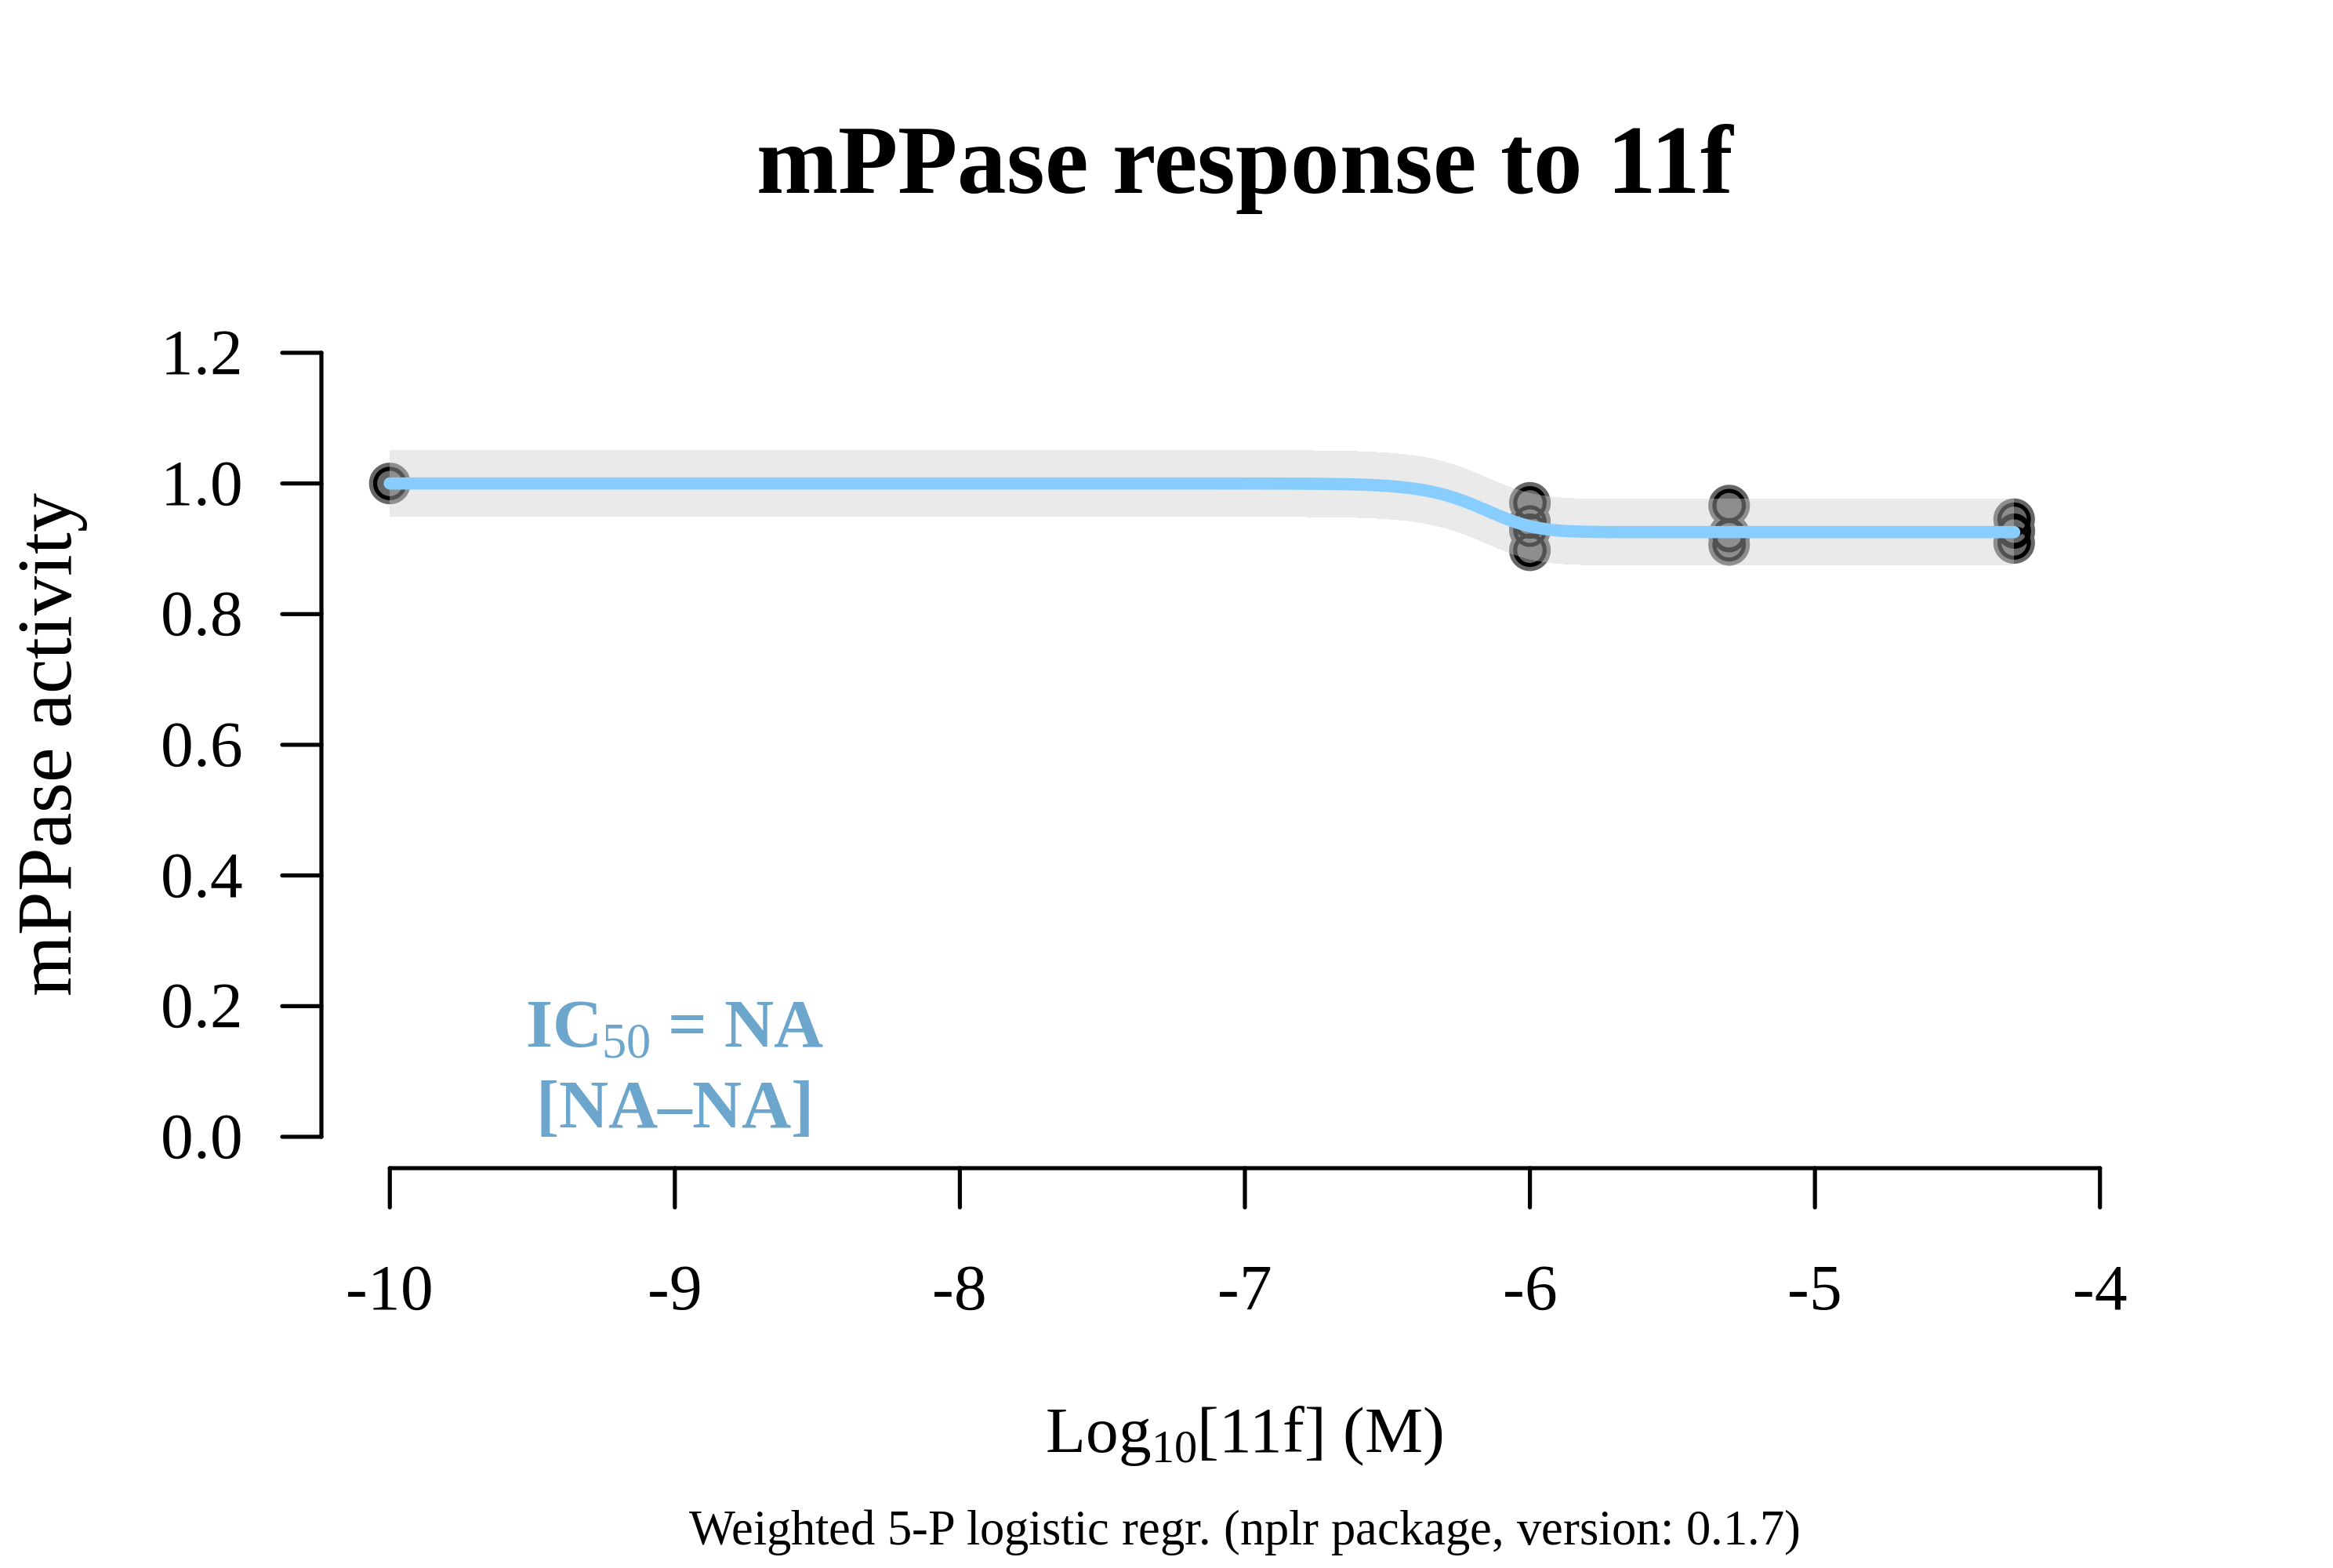 mPPase response to 11f
mPPase activity
1.2
1.0
0.8
0.6
0.4
0.2
0.0
IC50 = NA
[NA–NA]
-10 -9 -8 -7 -6 -5 -4
Log10[11f] (M)
Weighted 5-P logistic regr. (nplr package, version: 0.1.7)